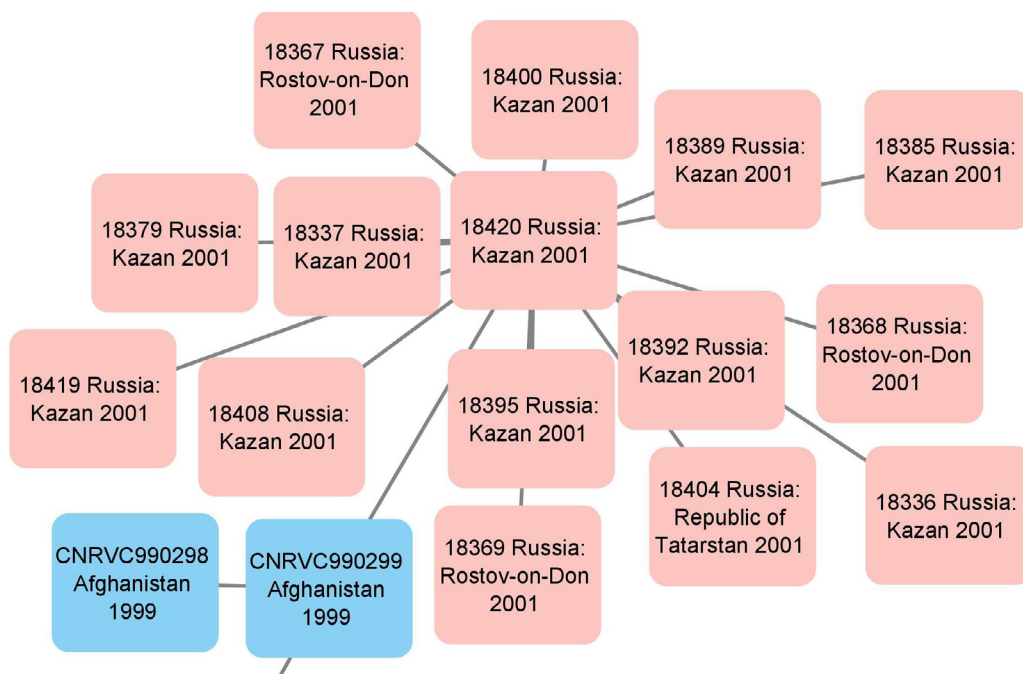 18367 Russia:
Rostov-on-Don
2001
18400 Russia:
Kazan 2001
18389 Russia:
Kazan 2001
18385 Russia:
Kazan 2001
18379 Russia:
Kazan 2001
18337 Russia:
Kazan 2001
18420 Russia:
Kazan 2001
18392 Russia:
Kazan 2001
18368 Russia:
Rostov-on-Don
2001
18419 Russia:
Kazan 2001
18408 Russia:
Kazan 2001
18395 Russia:
Kazan 2001
18404 Russia:
Republic of
Tatarstan 2001
18336 Russia:
Kazan 2001
CNRVC990298
Afghanistan
1999
CNRVC990299
Afghanistan
1999
18369 Russia:
Rostov-on-Don
2001